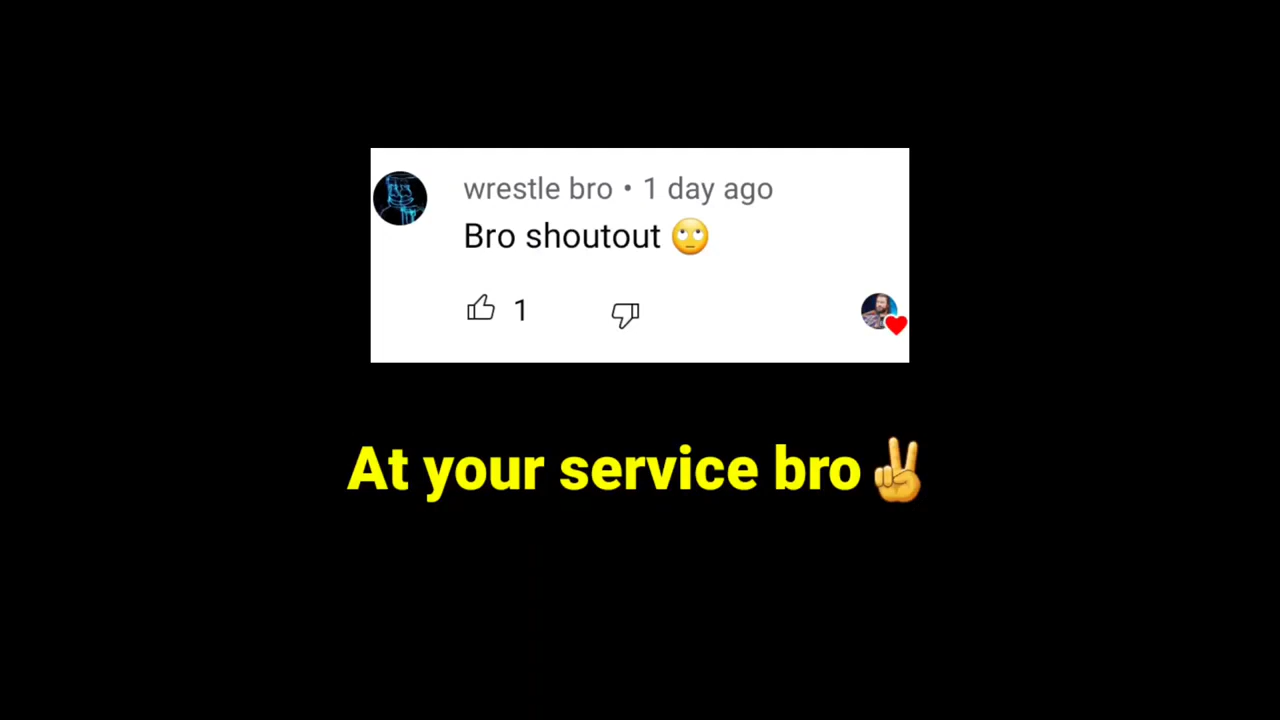 wrestle bro • 1 day ago
Bro shoutout 🙄
1
At your service bro✌️